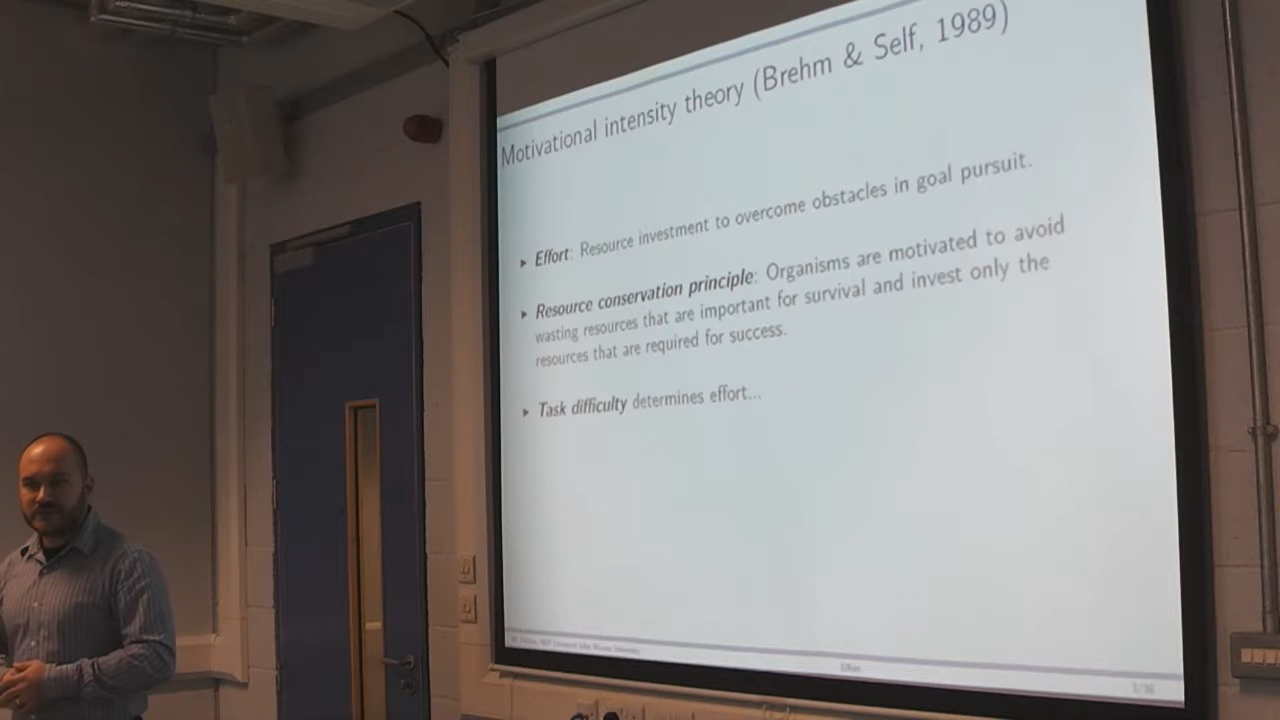 Motivational intensity theory (Brehm & Self, 1989)
Effort: Resource investment to overcome obstacles in goal pursuit.
Resource conservation principle: Organisms are motivated to avoid
wasting resources that are important for survival and invest only the
resources that are required for success.
Task difficulty determines effort...
Effort